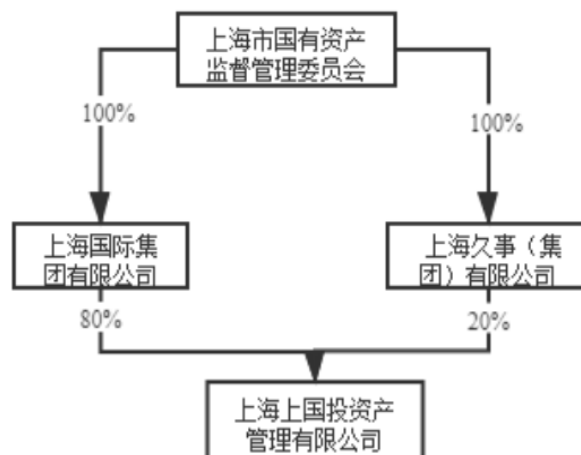 上海市国有资产
监督管理委员会
100%
100%
上海国际集
团有限公司
上海久事（集
团）有限公司
80%
20%
上海上国投资产
管理有限公司